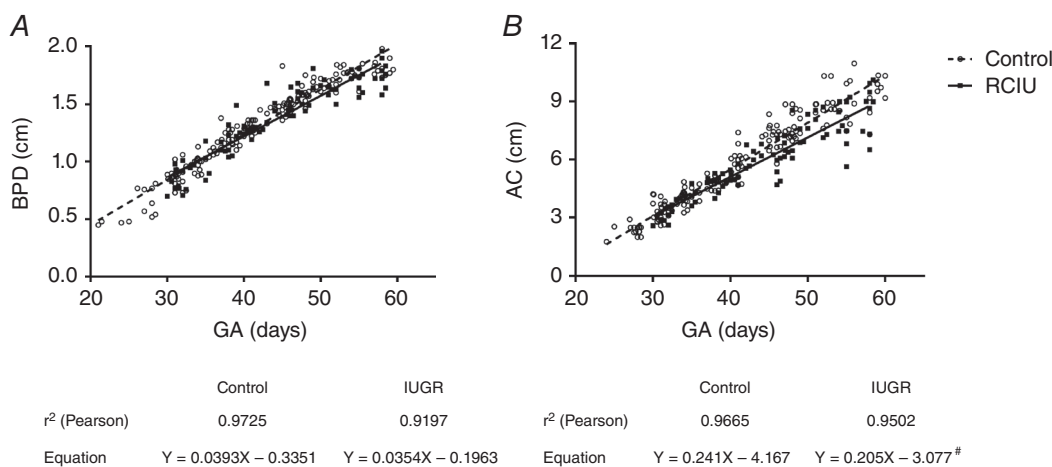 A
B
2.0
1.5
1.0
0.5
0.0
BPD (cm)
20 30 40 50 60
GA (days)
12
9
6
3
0
AC (cm)
20 30 40 50 60
GA (days)
Control
RCIU
Control IUGR
r² (Pearson) 0.9725 0.9197
Equation Y = 0.0393X – 0.3351 Y = 0.0354X – 0.1963
Control IUGR
r² (Pearson) 0.9665 0.9502
Equation Y = 0.241X – 4.167 Y = 0.205X – 3.077 #